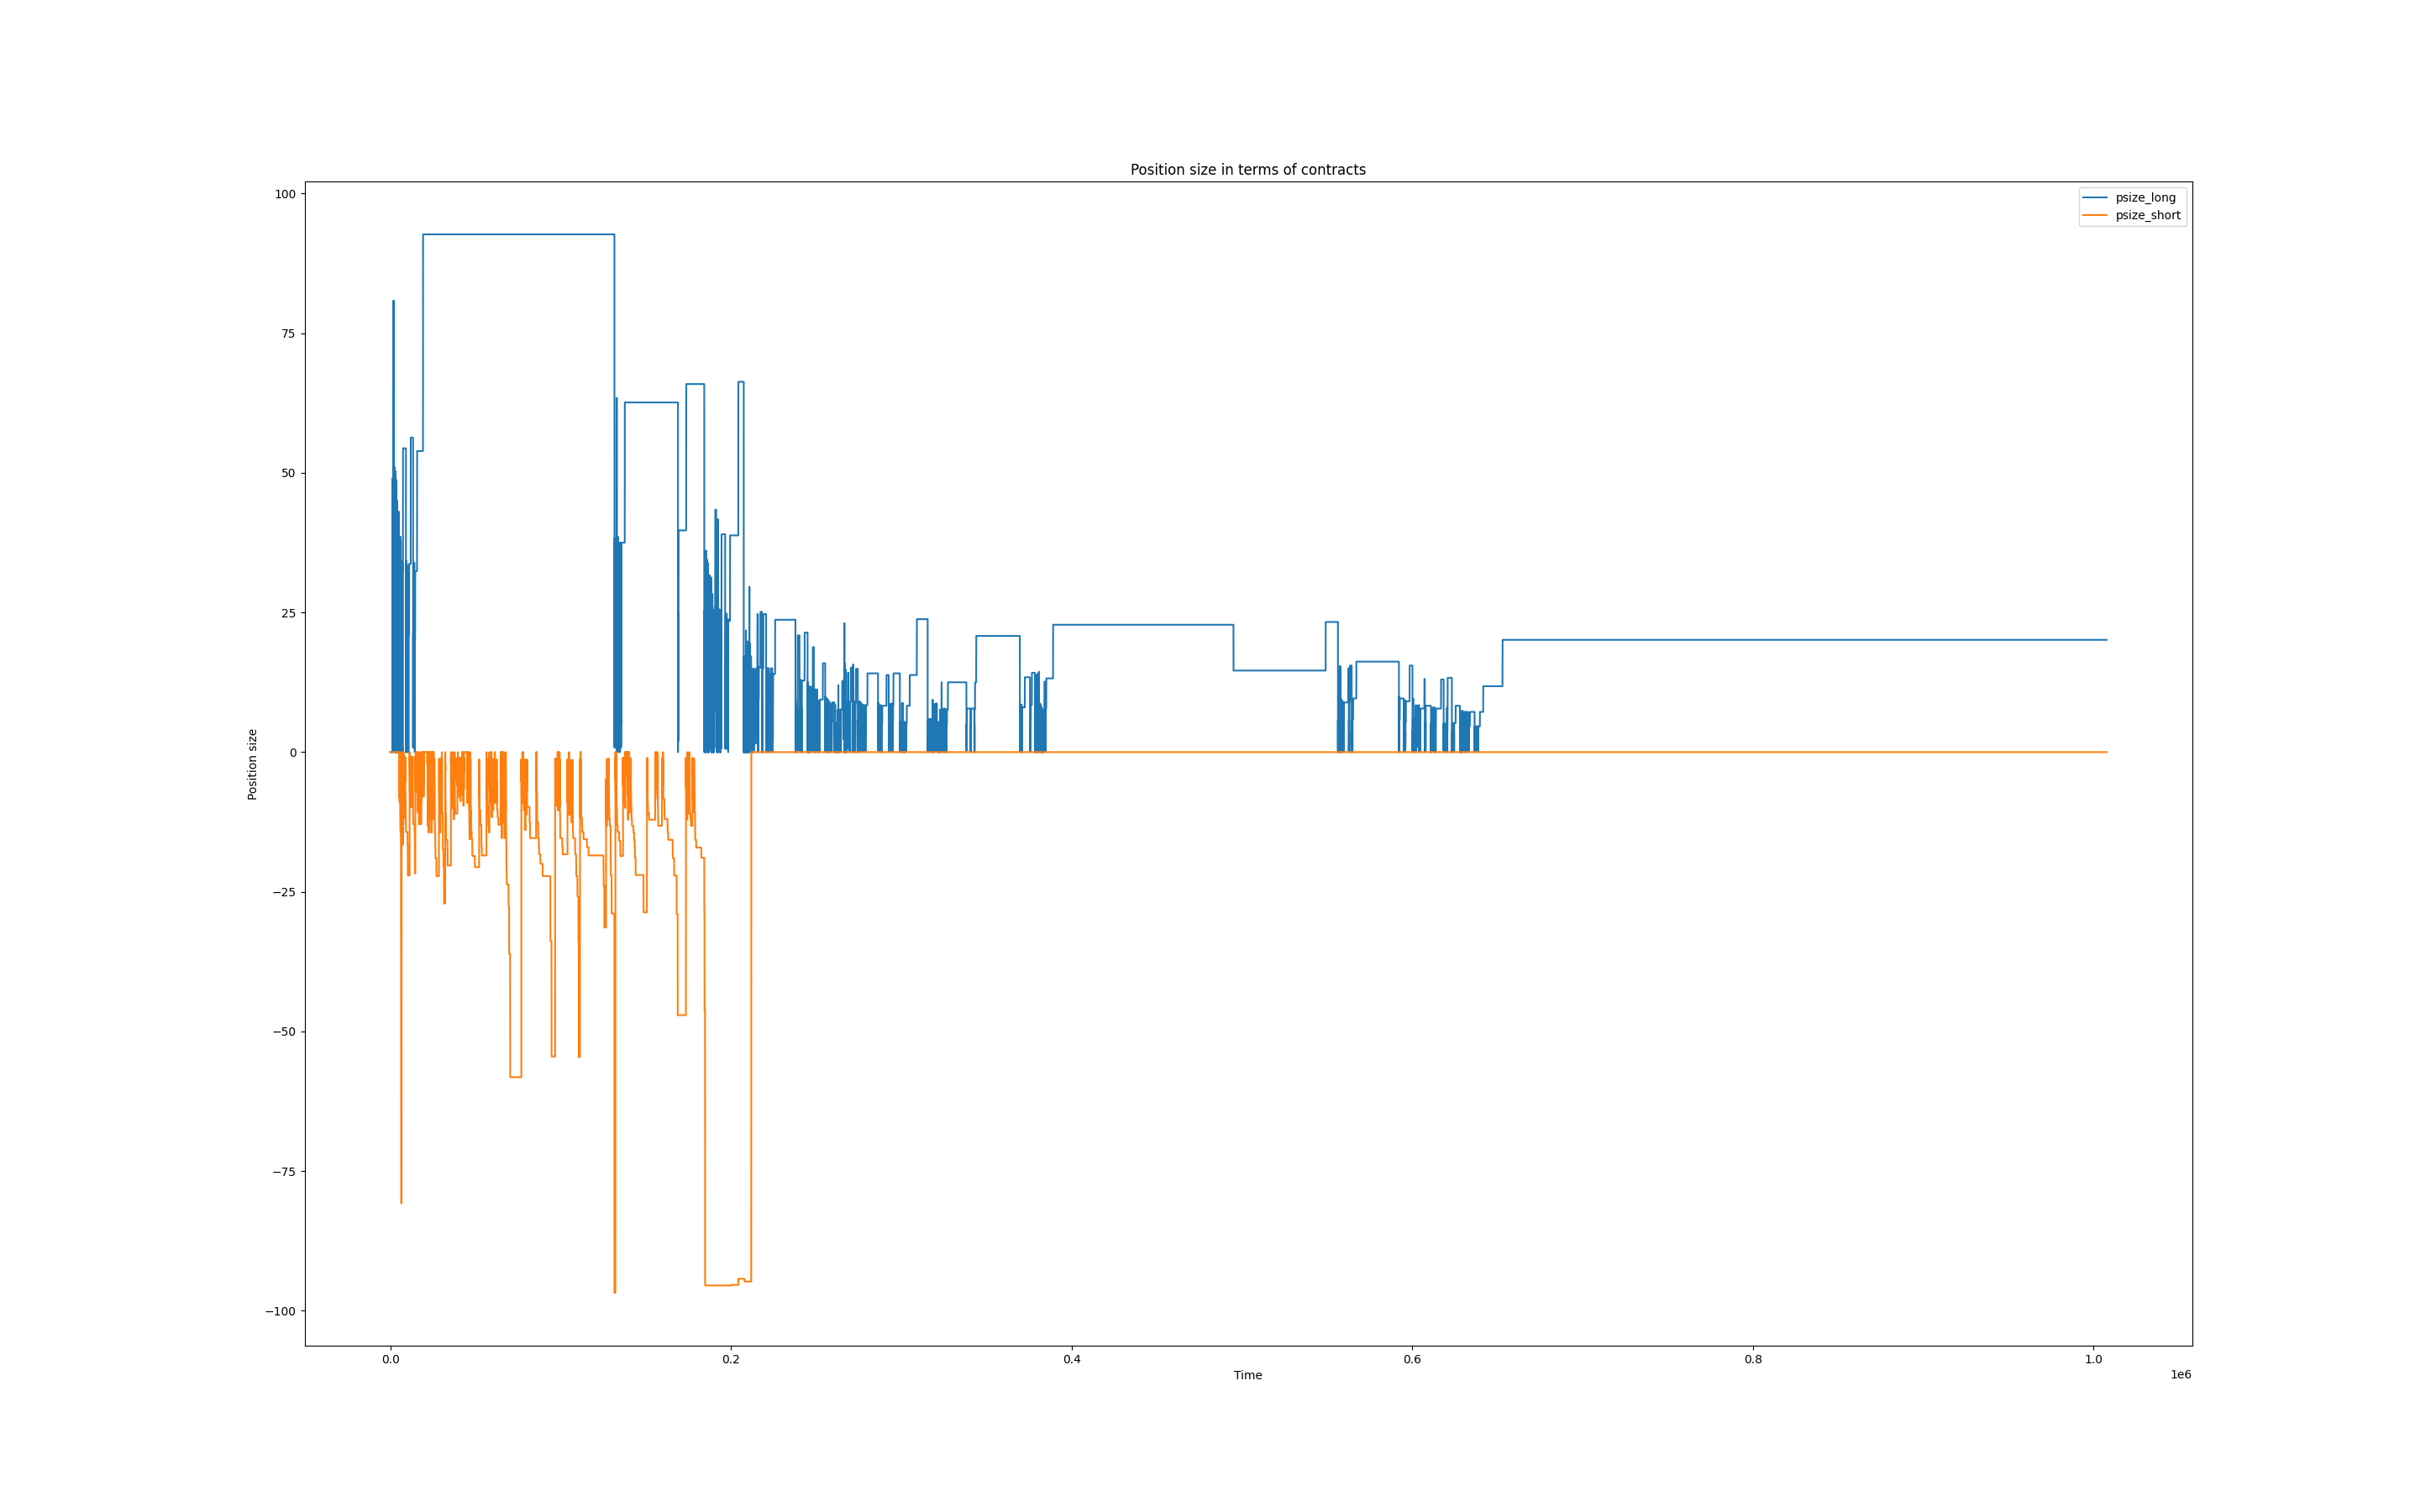 Position size in terms of contracts
psize_long
psize_short
100
75
50
25
0
−25
−50
−75
−100
Position size
0.0
0.2
0.4
0.6
0.8
1.0
1e6
Time